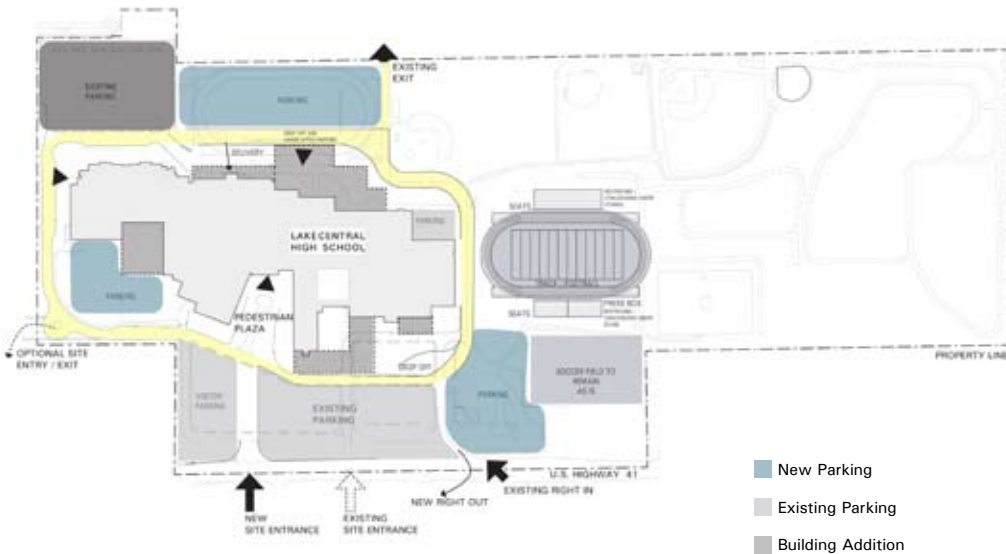 EXISTING
EXIT
EXISTING
PARKING
PARKING
DELIVERY
LAKE CENTRAL
HIGH SCHOOL
PARKING
SEATS
TRACK / FOOTBALL
SEATS
PRESS BOX
PARKING
PEDESTRIAN
PLAZA
OPTIONAL SITE
ENTRY / EXIT
DROP OFF
PROPERTY LINE
VISITOR
PARKING
EXISTING
PARKING
PARKING
SOCCER FIELD TO
REMAIN
AS IS
U.S. HIGHWAY 41
EXISTING RIGHT IN
NEW RIGHT OUT
NEW
SITE ENTRANCE
EXISTING
SITE ENTRANCE
New Parking
Existing Parking
Building Addition